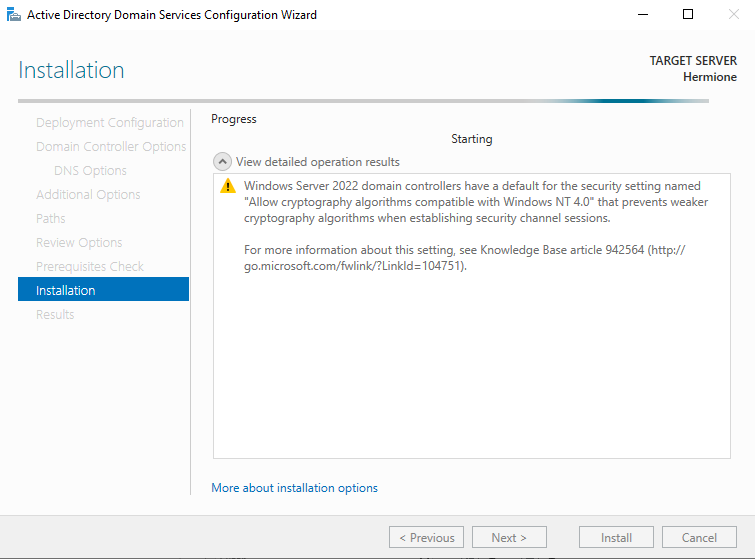 Active Directory Domain Services Configuration Wizard
Installation
TARGET SERVER
Hermione
Deployment Configuration
Domain Controller Options
DNS Options
Additional Options
Paths
Review Options
Prerequisites Check
Installation
Results
Progress
Starting
View detailed operation results
Windows Server 2022 domain controllers have a default for the security setting named
"Allow cryptography algorithms compatible with Windows NT 4.0" that prevents weaker
cryptography algorithms when establishing security channel sessions.
For more information about this setting, see Knowledge Base article 942564 (http://
go.microsoft.com/fwlink/?LinkId=104751).
More about installation options
< Previous
Next >
Install
Cancel